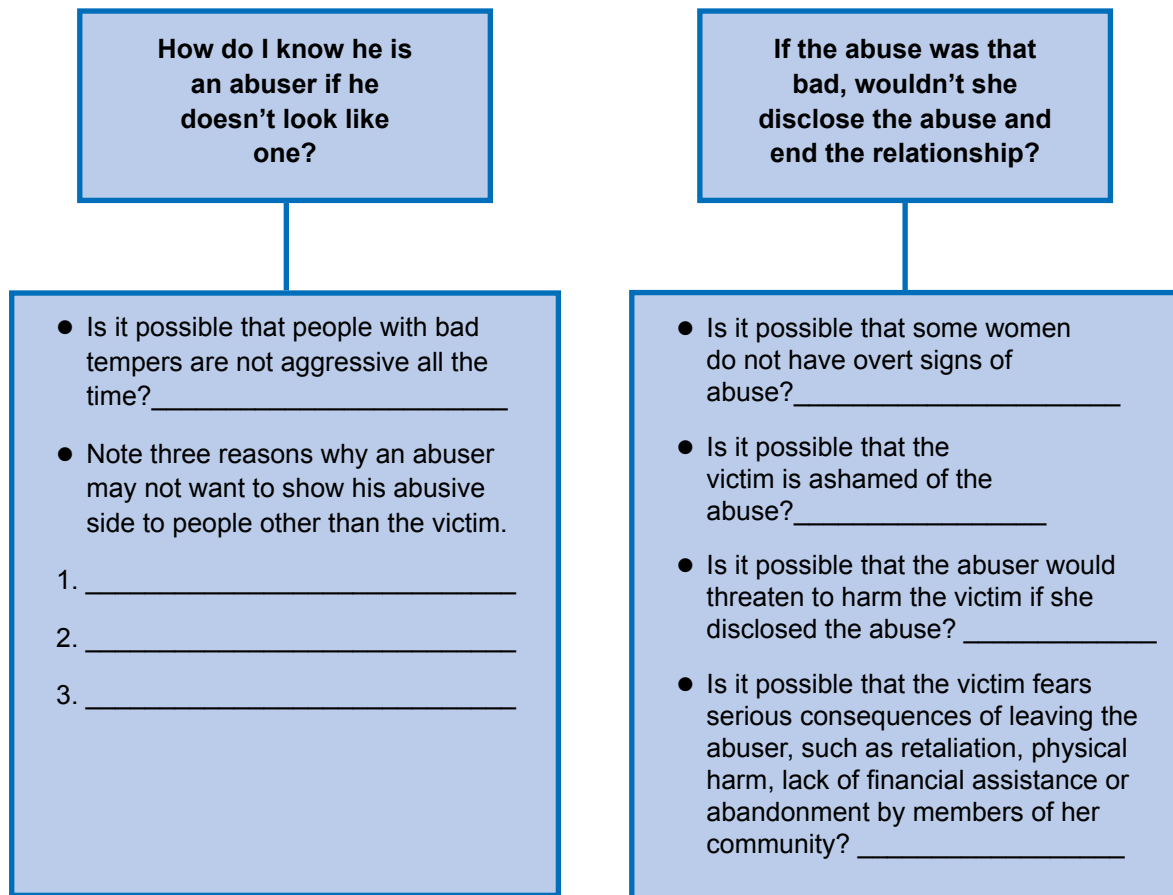 How do I know he is
an abuser if he
doesn’t look like
one?
● Is it possible that people with bad
tempers are not aggressive all the
time?__________________________
● Note three reasons why an abuser
may not want to show his abusive
side to people other than the victim.
1. ________________________________
2. ________________________________
3. ________________________________
If the abuse was that
bad, wouldn’t she
disclose the abuse and
end the relationship?
● Is it possible that some women
do not have overt signs of
abuse?________________________
● Is it possible that the
victim is ashamed of the
abuse?___________________
● Is it possible that the abuser would
threaten to harm the victim if she
disclosed the abuse? ______________
● Is it possible that the victim fears
serious consequences of leaving the
abuser, such as retaliation, physical
harm, lack of financial assistance or
abandonment by members of her
community? ____________________